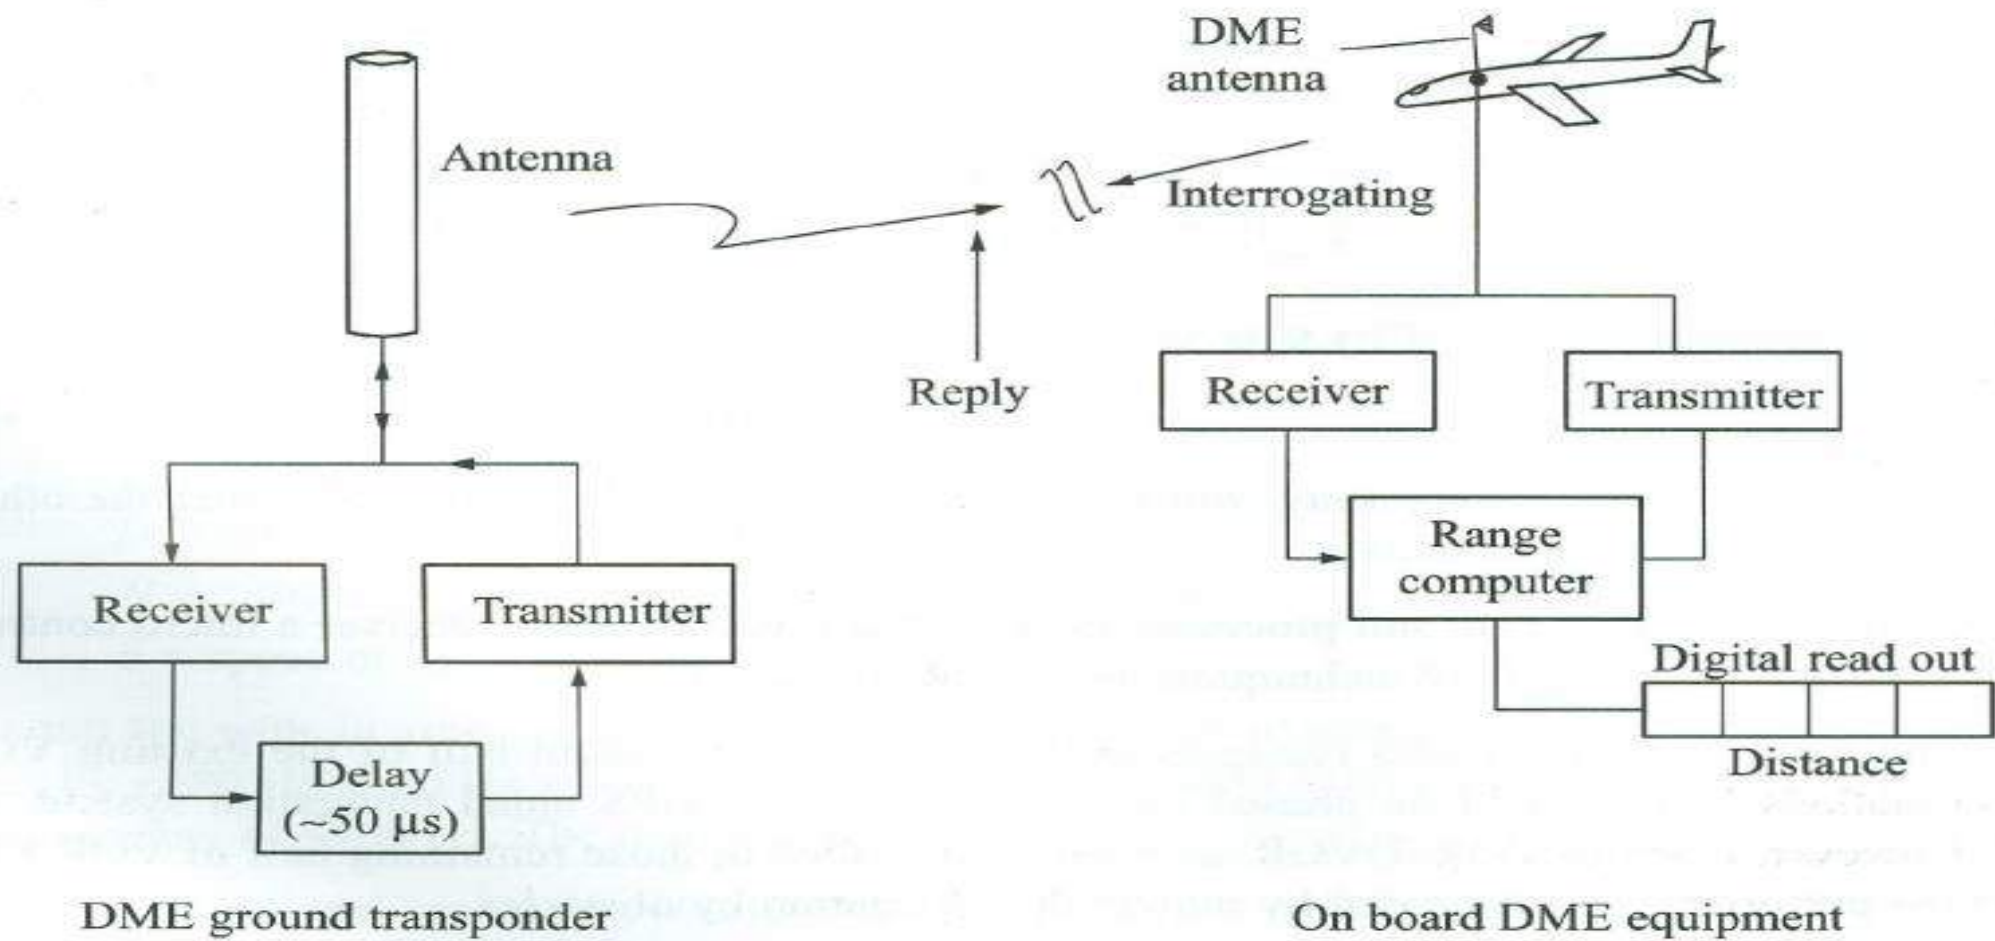 DME
antenna
Antenna
Interrogating
Reply
Receiver
Transmitter
Range
computer
Receiver
Transmitter
Digital read out
Distance
Delay
(~50 μs)
DME ground transponder
On board DME equipment